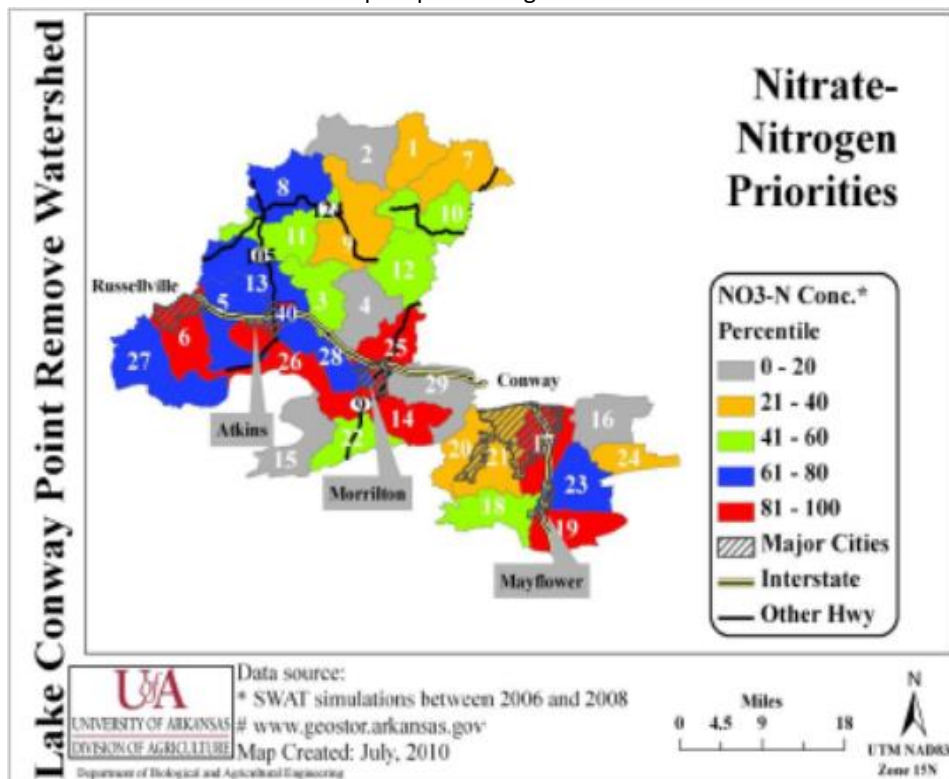 Lake Conway Point Remove Watershed
Nitrate-
Nitrogen
Priorities
2
1
7
8
10
11
9
12
13
3
4
Russellville
5
40
6
25
27
28
26
29
Conway
14
16
Atkins
22
17
20
15
21
24
Morrilton
23
18
19
Mayflower
NO3-N Conc.*
Percentile
0 - 20
21 - 40
41 - 60
61 - 80
81 - 100
Major Cities
Interstate
Other Hwy
UofA
UNIVERSITY OF ARKANSAS
DIVISION OF AGRICULTURE
Department of Biological and Agricultural Engineering
Data source:
* SWAT simulations between 2006 and 2008
# www.geostor.arkansas.gov
Map Created: July, 2010
Miles
0 4.5 9 18
N
UTM NAD83
Zone 15N